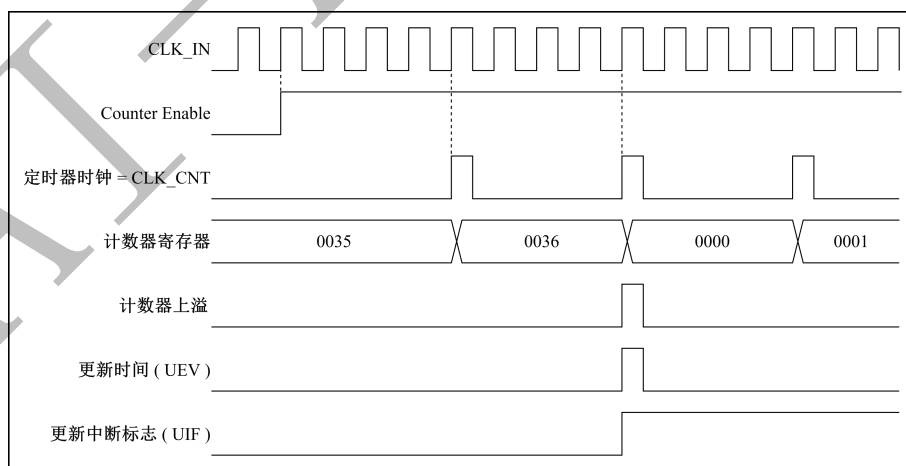 CLK_IN
Counter Enable
定时器时钟 = CLK_CNT
计数器寄存器
0035
0036
0000
0001
计数器上溢
更新时间 ( UEV )
更新中断标志 ( UIF )